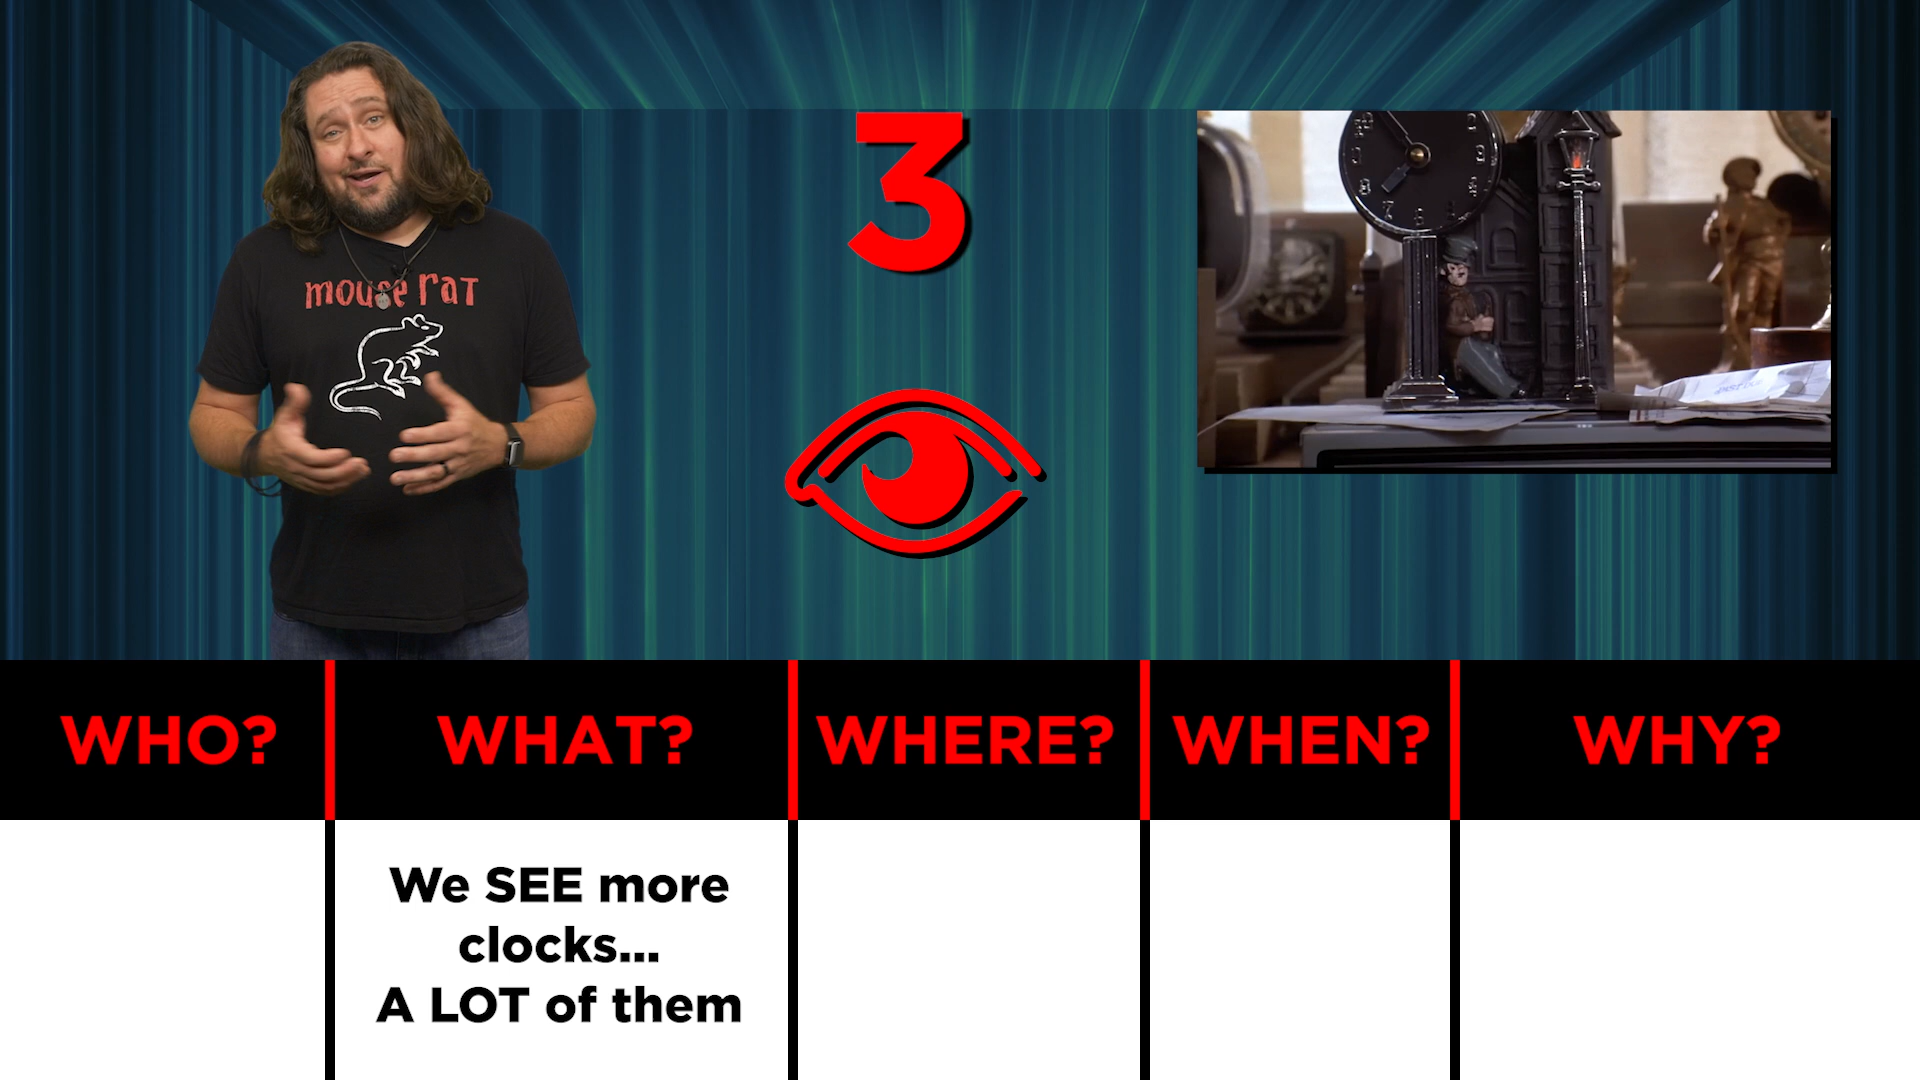 mouse rat
3
WHO?
WHAT?
WHERE?
WHEN?
WHY?
We SEE more
clocks...
A LOT of them